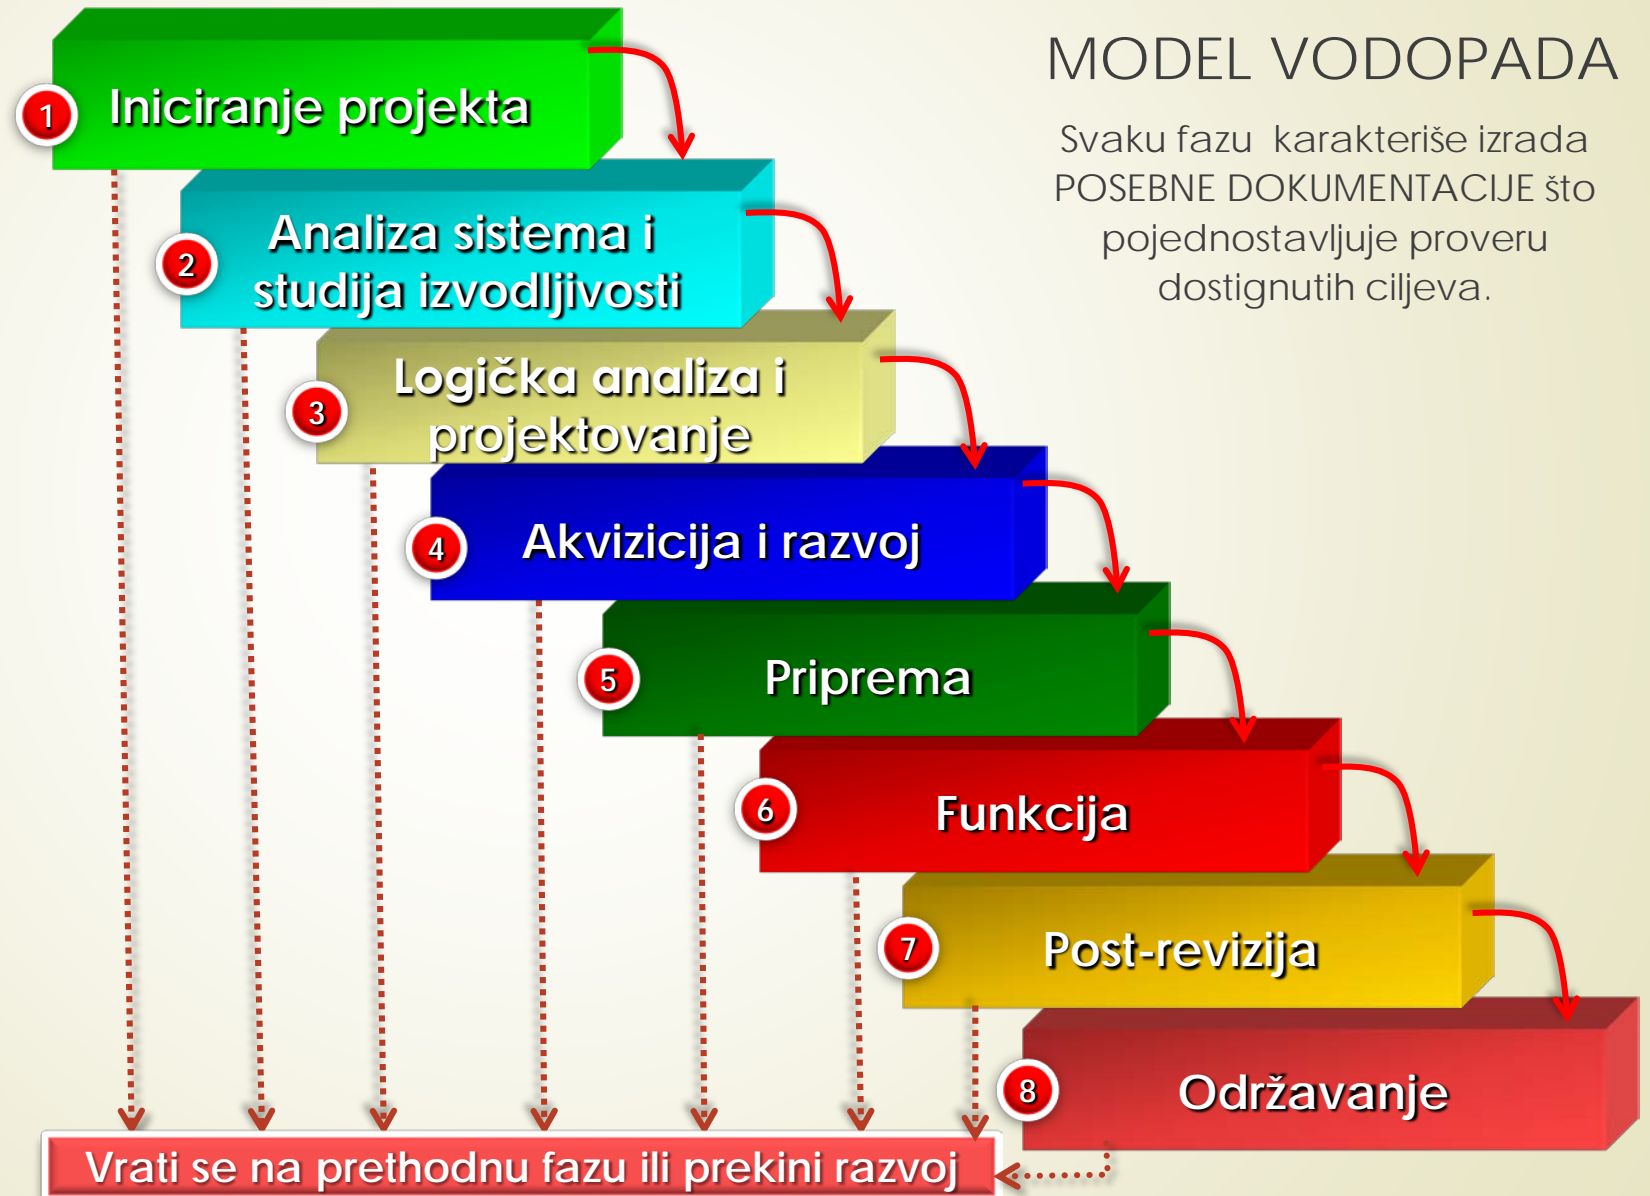 MODEL VODOPADA
Svaku fazu karakteriše izrada
POSEBNE DOKUMENTACIJE što
pojednostavljuje proveru
dostignutih ciljeva.
1
Iniciranje projekta
2
Analiza sistema i
studija izvodljivosti
3
Logička analiza i
projektovanje
4
Akvizicija i razvoj
5
Priprema
6
Funkcija
7
Post-revizija
8
Održavanje
Vrati se na prethodnu fazu ili prekini razvoj